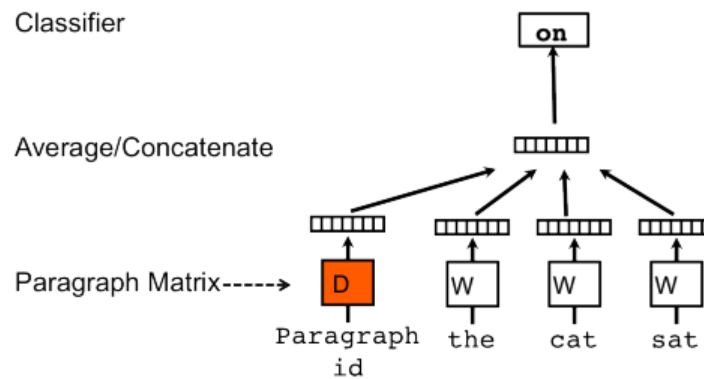 Classifier
on
Average/Concatenate
Paragraph Matrix
D
W
W
W
Paragraph
id
the
cat
sat